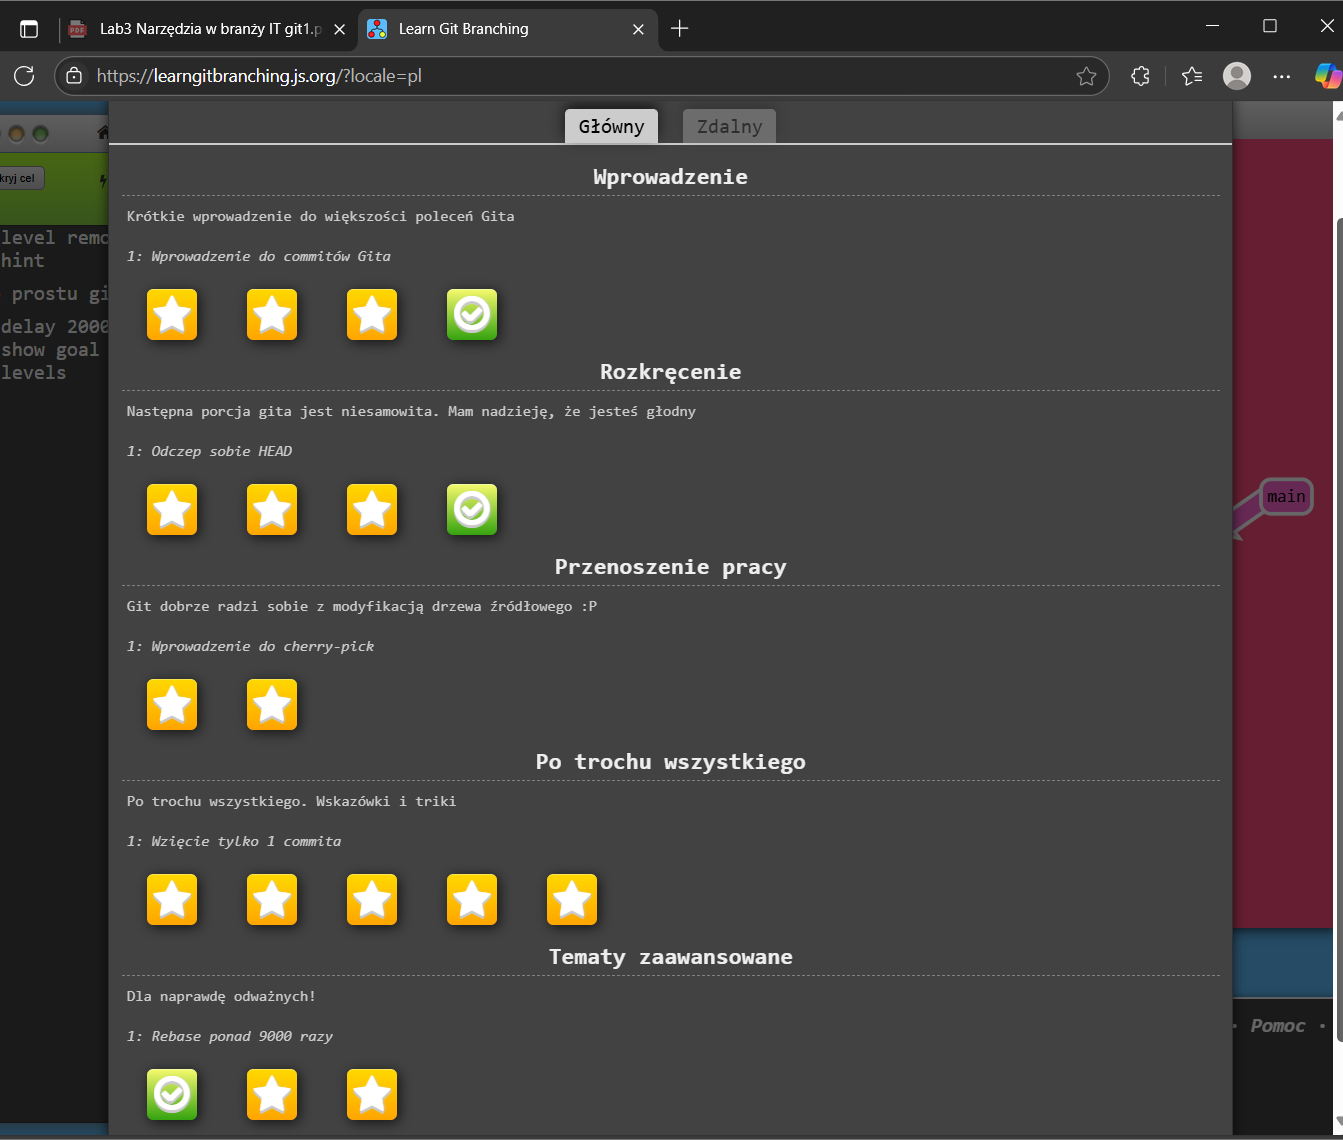 Lab3 Narzędzia w branży IT git1.p
Learn Git Branching
https://learngitbranching.js.org/?locale=pl
Główny
Zdalny
kryj cel
level remo
hint
prostu gi
delay 2000
show goal
levels
Wprowadzenie
Krótkie wprowadzenie do większości poleceń Gita
1: Wprowadzenie do commitów Gita
Rozkręcenie
Następna porcja gita jest niesamowita. Mam nadzieję, że jesteś głodny
1: Odczep sobie HEAD
main
Przenoszenie pracy
Git dobrze radzi sobie z modyfikacją drzewa źródłowego :P
1: Wprowadzenie do cherry-pick
Po trochu wszystkiego
Po trochu wszystkiego. Wskazówki i triki
1: Wzięcie tylko 1 commita
Tematy zaawansowane
Dla naprawdę odważnych!
1: Rebase ponad 9000 razy
• Pomoc •